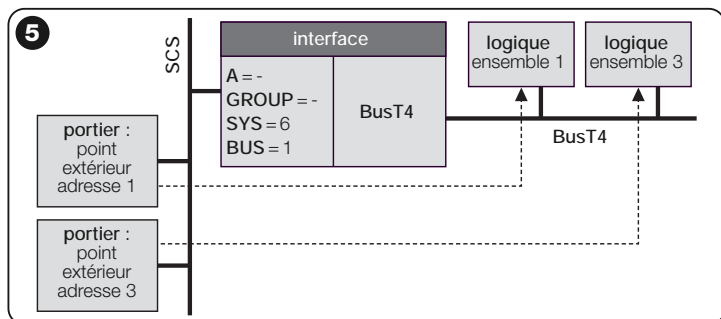 5
SCS
interface
A = -
GROUP = -
SYS = 6
BUS = 1
BusT4
logique
ensemble 1
logique
ensemble 3
BusT4
portier :
point
extérieur
adresse 1
portier :
point
extérieur
adresse 3